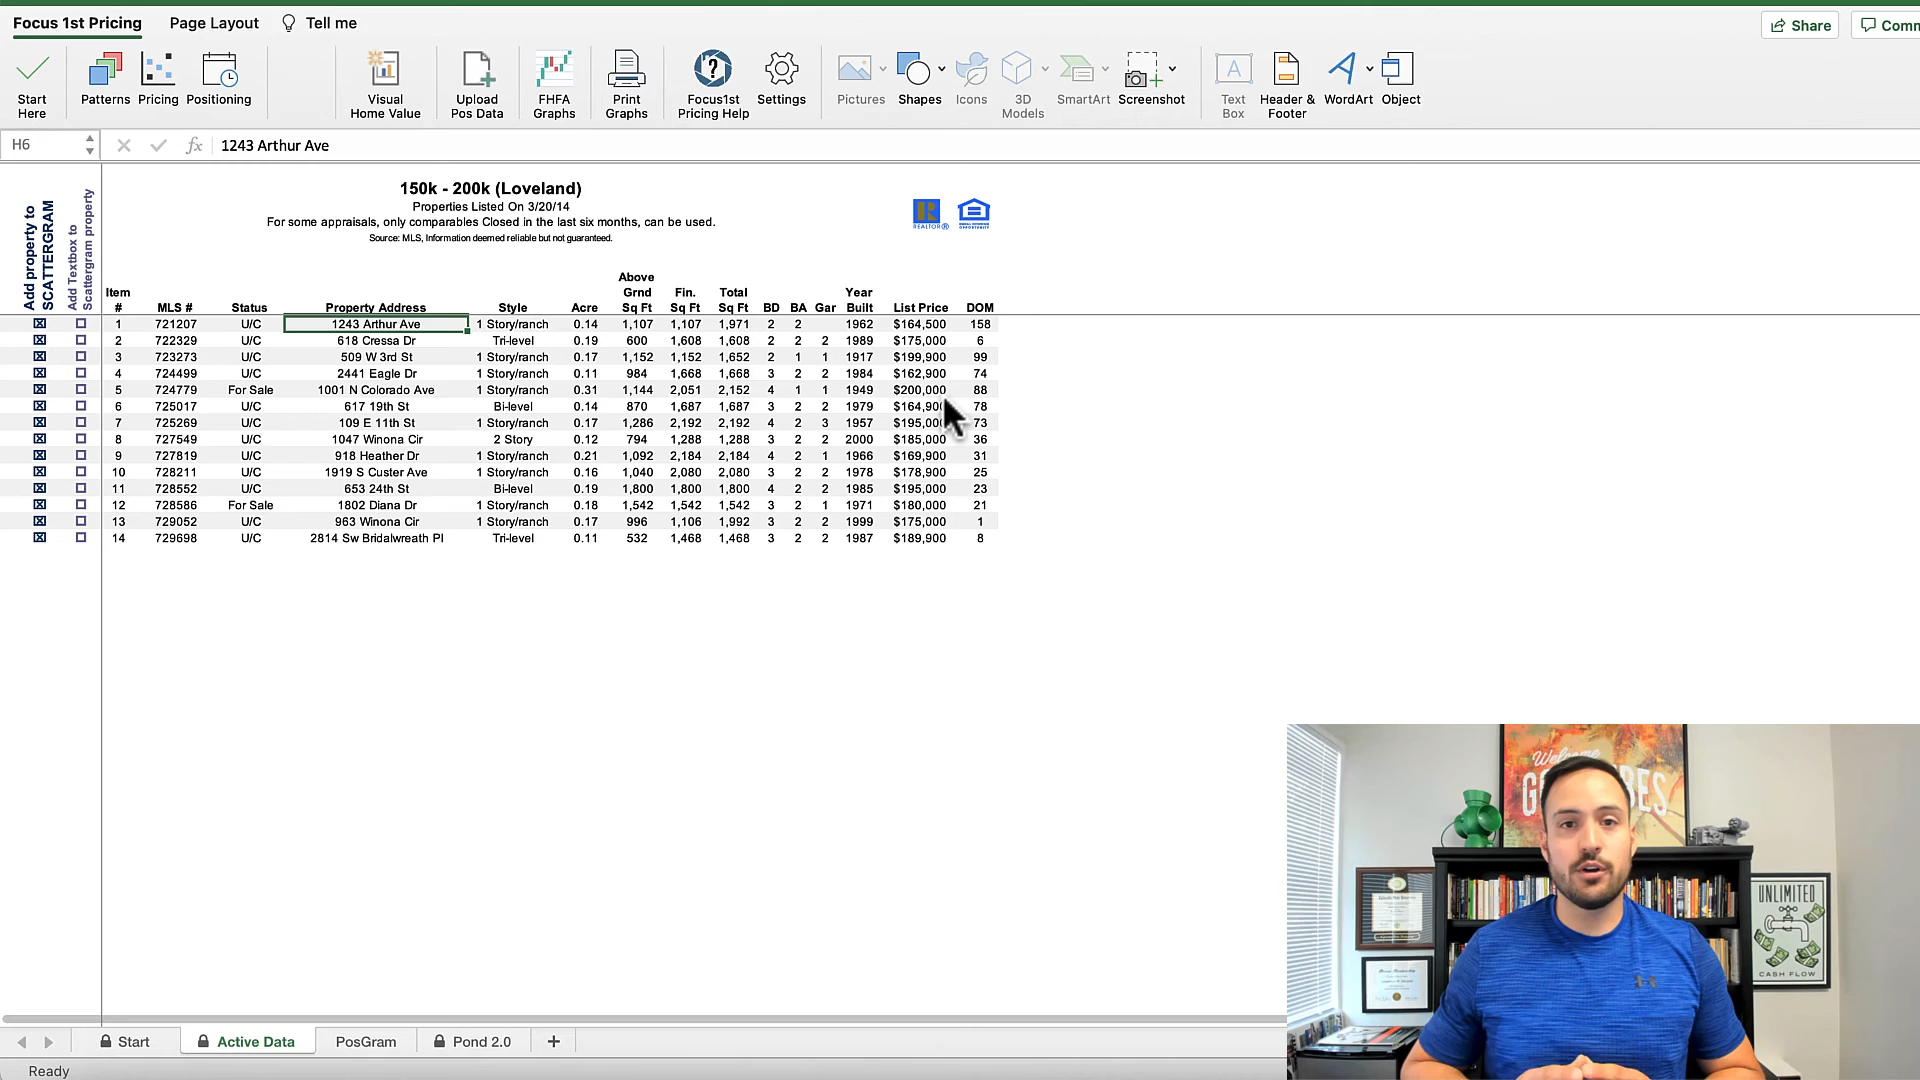 Focus 1st Pricing Page Layout Tell me Share
Start Here Patterns Pricing Positioning Visual Home Value Upload Pos Data FHFA Graphs Print Graphs Focus1st Pricing Help Settings Pictures Shapes Icons 3D Models SmartArt Screenshot Text Box Header & Footer WordArt Object
H6 fx 1243 Arthur Ave
Add property to SCATTERGRAM
Add Textbox to Scattergram property
150k - 200k (Loveland)
Properties Listed On 3/20/14
For some appraisals, only comparables Closed in the last six months, can be used.
Source: MLS, Information deemed reliable but not guaranteed.
REALTOR®
Item # MLS # Status Property Address Style Acre Above Grnd Sq Ft Fin. Sq Ft Total Sq Ft BD BA Gar Year Built List Price DOM
1 721207 U/C 1243 Arthur Ave 1 Story/ranch 0.14 1,107 1,107 1,971 2 2 1962 $164,500 158
2 722329 U/C 618 Cressa Dr Tri-level 0.19 600 1,608 1,608 2 2 2 1989 $175,000 6
3 723273 U/C 509 W 3rd St 1 Story/ranch 0.17 1,152 1,152 1,652 2 1 1 1917 $199,900 99
4 724499 U/C 2441 Eagle Dr 1 Story/ranch 0.11 984 1,668 1,668 3 2 2 1984 $162,900 74
5 724779 For Sale 1001 N Colorado Ave 1 Story/ranch 0.31 1,144 2,051 2,152 4 1 1 1949 $200,000 88
6 725017 U/C 617 19th St Bi-level 0.14 870 1,687 1,687 3 2 2 1979 $164,900 78
7 725269 U/C 109 E 11th St 1 Story/ranch 0.17 1,286 2,192 2,192 4 2 3 1957 $195,000 73
8 727549 U/C 1047 Winona Cir 2 Story 0.12 794 1,288 1,288 3 2 2 2000 $185,000 36
9 727819 U/C 918 Heather Dr 1 Story/ranch 0.21 1,092 2,184 2,184 4 2 1 1966 $169,900 31
10 728211 U/C 1919 S Custer Ave 1 Story/ranch 0.16 1,040 2,080 2,080 3 2 2 1978 $178,900 25
11 728552 U/C 653 24th St Bi-level 0.19 1,800 1,800 1,800 4 2 2 1985 $195,000 23
12 728586 For Sale 1802 Diana Dr 1 Story/ranch 0.18 1,542 1,542 1,542 3 2 1 1971 $180,000 21
13 729052 U/C 963 Winona Cir 1 Story/ranch 0.17 996 1,106 1,992 3 2 2 1999 $175,000 1
14 729698 U/C 2814 Sw Bridalwreath Pl Tri-level 0.11 532 1,468 1,468 3 2 2 1987 $189,900 8
Welcome
UNLIMITED
CASH FLOW
Start Active Data PosGram Pond 2.0 +
Ready